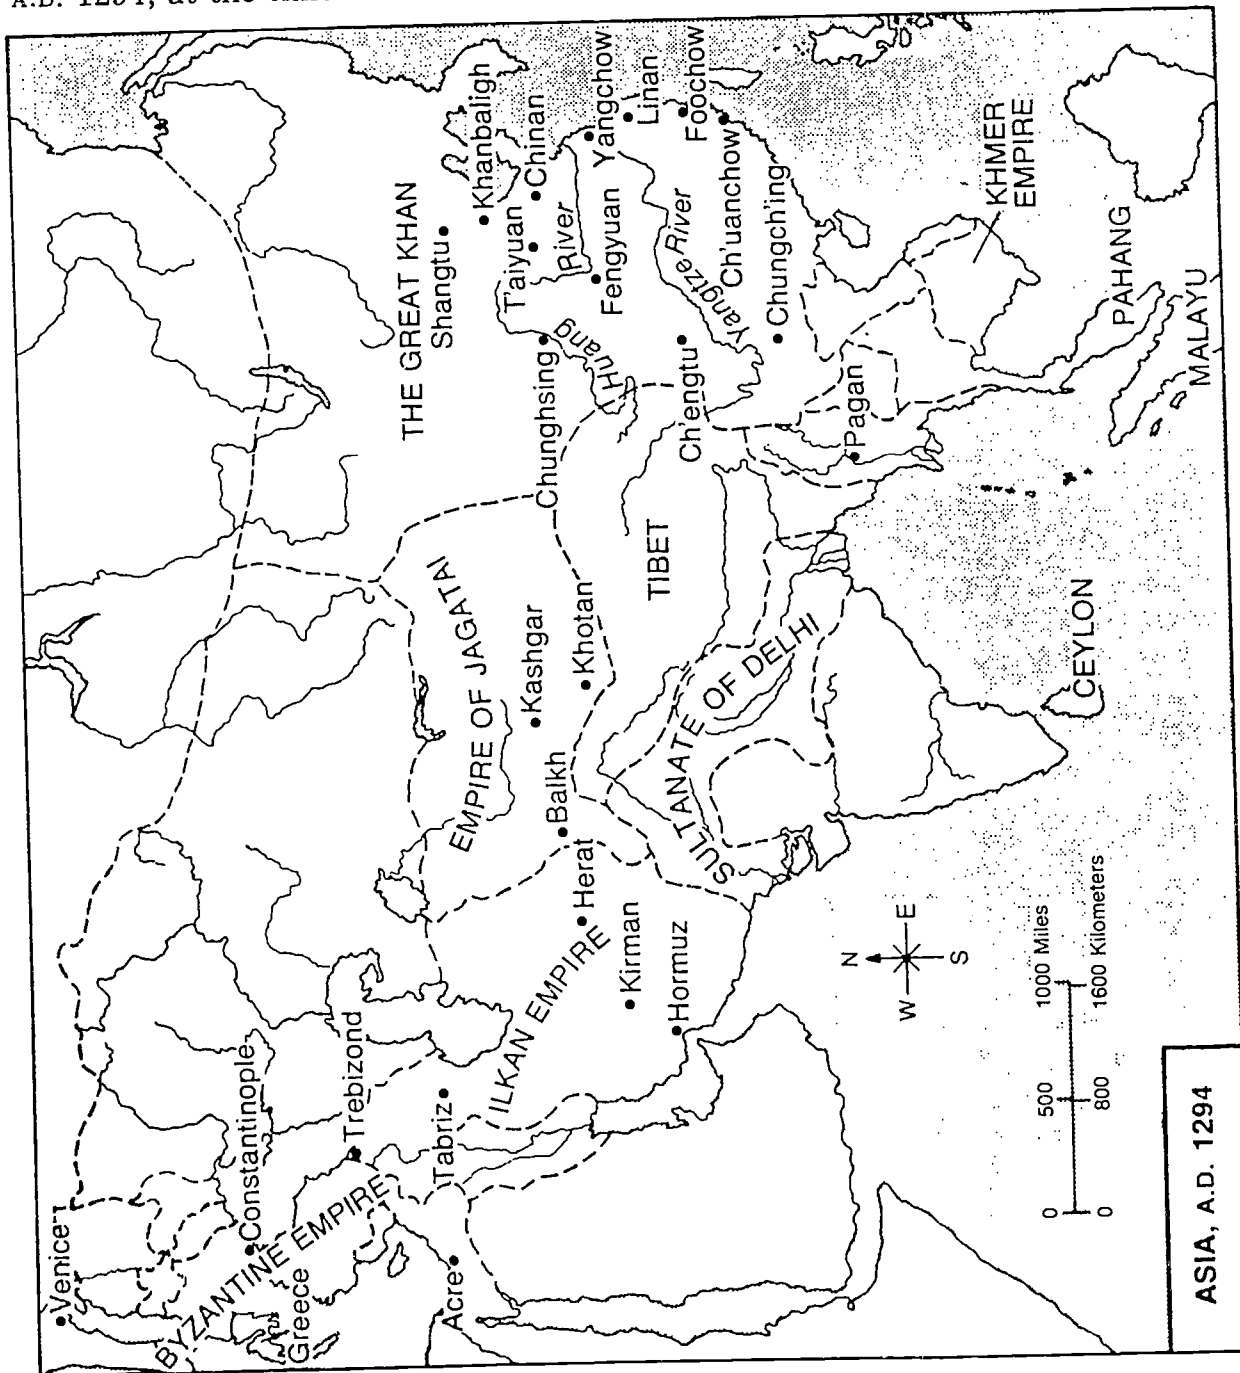 A.D. 1294, at the
Venice
Constantinople
BYZANTINE EMPIRE
Greece
Trebizond
Acre
Tabriz
ILKAN EMPIRE
Kirman
Hormuz
Herat
Balkh
EMPIRE OF JAGATAI
Kashgar
Khotan
TIBET
SULTANATE OF DELHI
CEYLON
THE GREAT KHAN
Shangtu
Khanbaligh
Chinan
T'aiyuan
Chunghsing
Huang River
Fengyuan
Yangchow
Linan
Foochow
Ch'uanchow
Yangtze River
Chungch'ing
Chengtu
Pagan
KHMER
EMPIRE
PAHANG
MALAYU
N
W E
S
0 500 1000 Miles
0 800 1600 Kilometers
ASIA, A.D. 1294